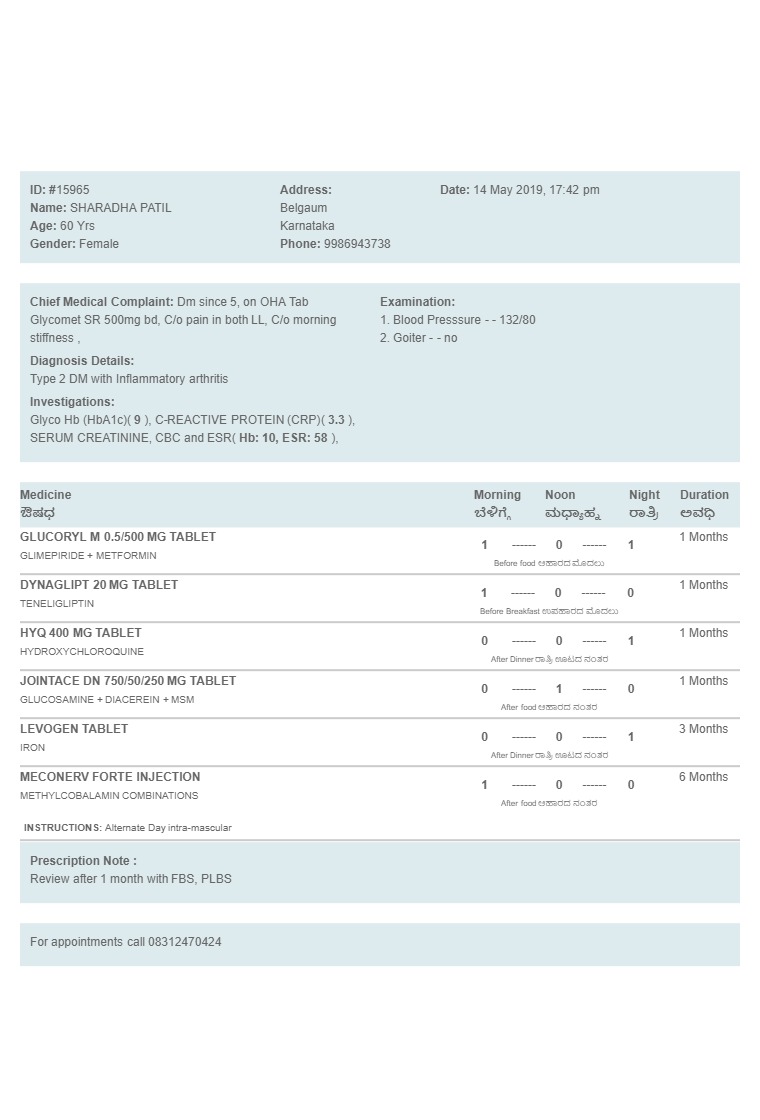 ID: #15965
Name: SHARADHA PATIL
Age: 60 Yrs
Gender: Female
Address:
Belgaum
Karnataka
Phone: 9986943738
Date: 14 May 2019, 17:42 pm
Chief Medical Complaint: Dm since 5, on OHA Tab
Glycomet SR 500mg bd, C/o pain in both LL, C/o morning
stiffness ,
Diagnosis Details:
Type 2 DM with Inflammatory arthritis
Investigations:
Glyco Hb (HbA1c)( 9 ), C-REACTIVE PROTEIN (CRP)( 3.3 ),
SERUM CREATININE, CBC and ESR( Hb: 10, ESR: 58 ),
Examination:
1. Blood Presssure - - 132/80
2. Goiter - - no
Medicine Morning Noon Night Duration
ಔಷಧ ಬೆಳಿಗ್ಗೆ ಮಧ್ಯಾಹ್ನ ರಾತ್ರಿ ಅವಧಿ
GLUCORYL M 0.5/500 MG TABLET 1 ------ 0 ------ 1 1 Months
GLIMEPIRIDE + METFORMIN
Before food ಆಹಾರದ ಮೊದಲು
DYNAGLIPT 20 MG TABLET 1 ------ 0 ------ 0 1 Months
TENELIGLIPTIN
Before Breakfast ಉಪಹಾರದ ಮೊದಲು
HYQ 400 MG TABLET 0 ------ 0 ------ 1 1 Months
HYDROXYCHLOROQUINE
After Dinner ರಾತ್ರಿ ಊಟದ ನಂತರ
JOINTACE DN 750/50/250 MG TABLET 0 ------ 1 ------ 0 1 Months
GLUCOSAMINE + DIACEREIN + MSM
After food ಆಹಾರದ ನಂತರ
LEVOGEN TABLET 0 ------ 0 ------ 1 3 Months
IRON
After Dinner ರಾತ್ರಿ ಊಟದ ನಂತರ
MECONERV FORTE INJECTION 1 ------ 0 ------ 0 6 Months
METHYLCOBALAMIN COMBINATIONS
After food ಆಹಾರದ ನಂತರ
INSTRUCTIONS: Alternate Day intra-mascular
Prescription Note :
Review after 1 month with FBS, PLBS
For appointments call 08312470424